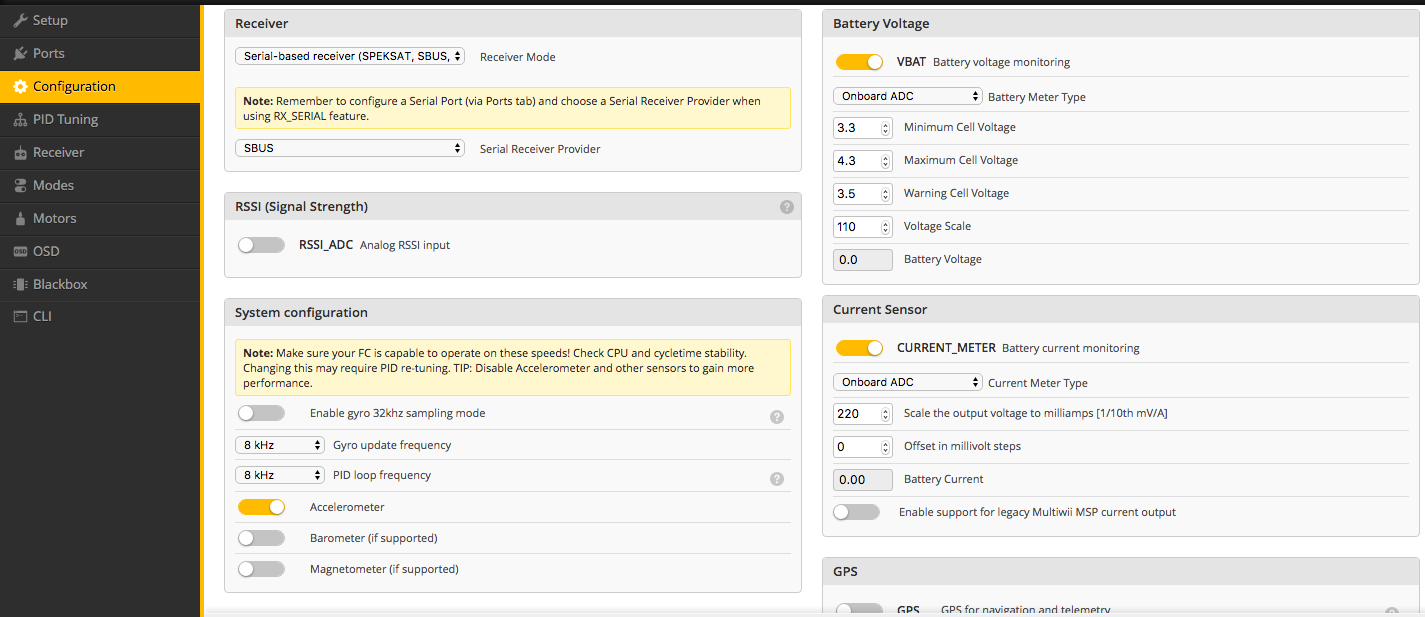 Setup
Ports
Configuration
PID Tuning
Receiver
Modes
Motors
OSD
Blackbox
CLI
Receiver
Serial-based receiver (SPEKSAT, SBUS,
Receiver Mode
Note: Remember to configure a Serial Port (via Ports tab) and choose a Serial Receiver Provider when
using RX_SERIAL feature.
SBUS
Serial Receiver Provider
RSSI (Signal Strength)
?
RSSI_ADC Analog RSSI input
System configuration
Note: Make sure your FC is capable to operate on these speeds! Check CPU and cycletime stability.
Changing this may require PID re-tuning. TIP: Disable Accelerometer and other sensors to gain more
performance.
Enable gyro 32khz sampling mode
?
8 kHz
Gyro update frequency
8 kHz
PID loop frequency
?
Accelerometer
Barometer (if supported)
Magnetometer (if supported)
Battery Voltage
VBAT Battery voltage monitoring
Onboard ADC
Battery Meter Type
3.3
Minimum Cell Voltage
4.3
Maximum Cell Voltage
3.5
Warning Cell Voltage
110
Voltage Scale
0.0
Battery Voltage
Current Sensor
CURRENT_METER Battery current monitoring
Onboard ADC
Current Meter Type
220
Scale the output voltage to milliamps [1/10th mV/A]
0
Offset in millivolt steps
0.00
Battery Current
Enable support for legacy Multiwii MSP current output
GPS
GPS GPS for navigation and telemetry